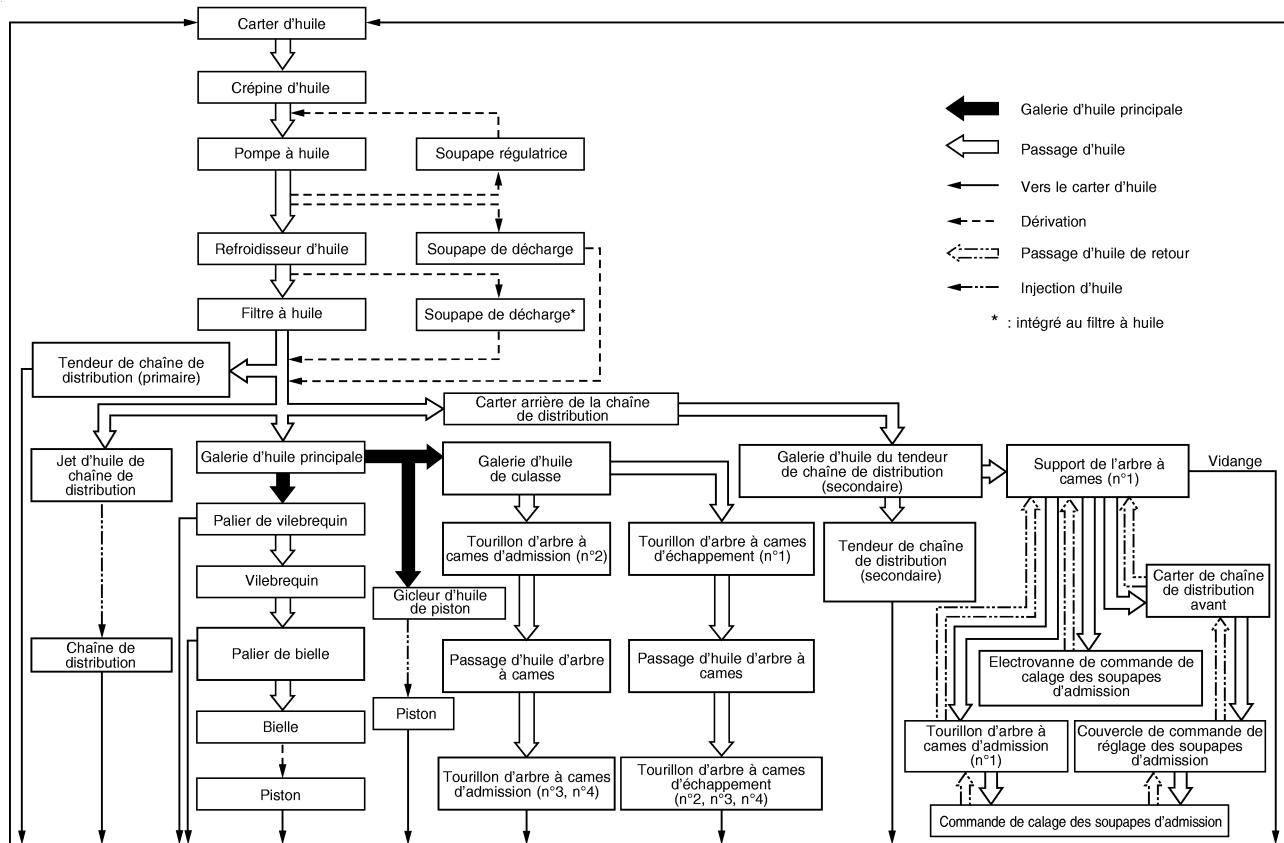 Carter d'huile
Crépine d'huile
Pompe à huile
Soupape régulatrice
Refroidisseur d'huile
Soupape de décharge
Filtre à huile
Soupape de décharge*
Galerie d'huile principale
Passage d'huile
Vers le carter d'huile
Dérivation
Passage d'huile de retour
Injection d'huile
* : intégré au filtre à huile
Tendeur de chaîne de
distribution (primaire)
Carter arrière de la chaîne
de distribution
Jet d'huile de
chaîne de
distribution
Galerie d'huile principale
Galerie d'huile
de culasse
Galerie d'huile du tendeur
de chaîne de distribution
(secondaire)
Support de l'arbre à
cames (n°1)
Vidange
Palier de vilebrequin
Tourillon d'arbre à
cames d'admission (n°2)
Tourillon d'arbre à cames
d'échappement (n°1)
Tendeur de chaîne
de distribution
(secondaire)
Vilebrequin
Gicleur d'huile
de piston
Carter de chaîne
de distribution
avant
Chaîne de
distribution
Palier de bielle
Passage d'huile d'arbre
à cames
Passage d'huile d'arbre à
cames
Electrovanne de commande de
calage des soupapes
d'admission
Bielle
Piston
Tourillon d'arbre à
cames d'admission
(n°1)
Couvercle de commande de
réglage des soupapes
d'admission
Piston
Tourillon d'arbre à cames
d'admission (n°3, n°4)
Tourillon d'arbre à cames
d'échappement
(n°2, n°3, n°4)
Commande de calage des soupapes d'admission